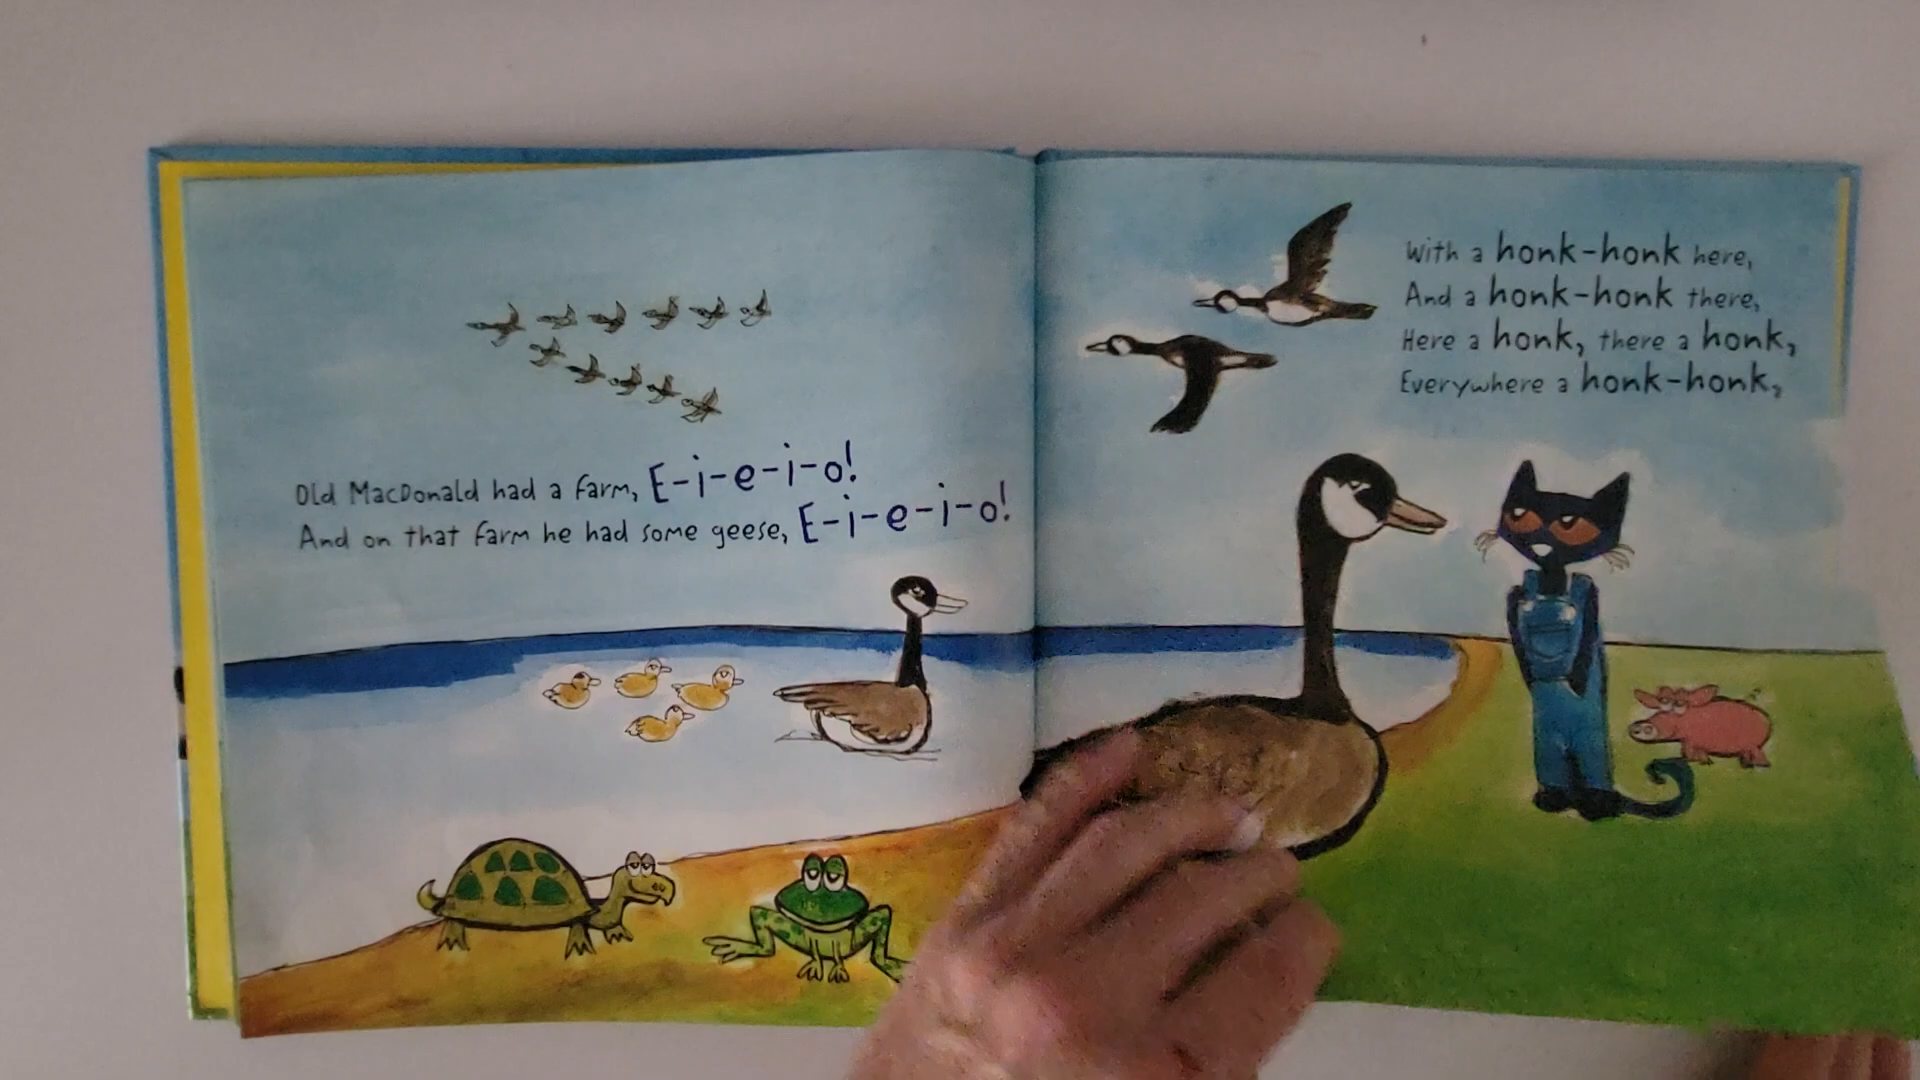 Old MacDonald had a farm, E-i-e-i-o!
And on that farm he had some geese, E-i-e-i-o!
With a honk-honk here,
And a honk-honk there,
Here a honk, there a honk,
Everywhere a honk-honk,